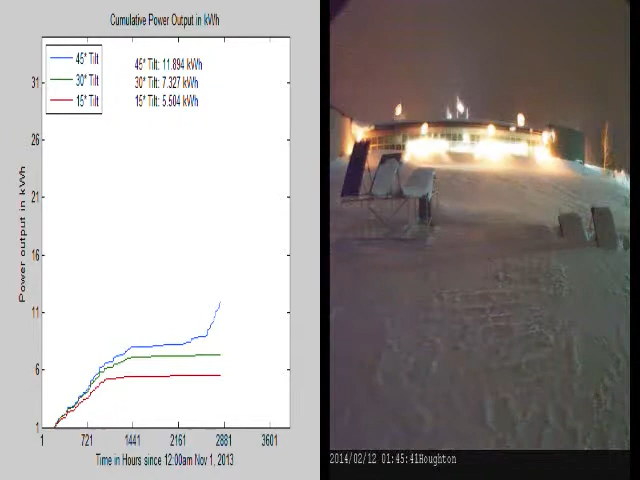 Cumulative Power Output in kWh
45° Tilt
30° Tilt
15° Tilt
45° Tilt: 11.894 kWh
30° Tilt: 7.327 kWh
15° Tilt: 5.504 kWh
Power output in kWh
31
26
21
16
11
6
1
1
721
1441
2161
2881
3601
Time in Hours since 12:00am Nov 1, 2013
2014/02/12 01:45:41Houghton